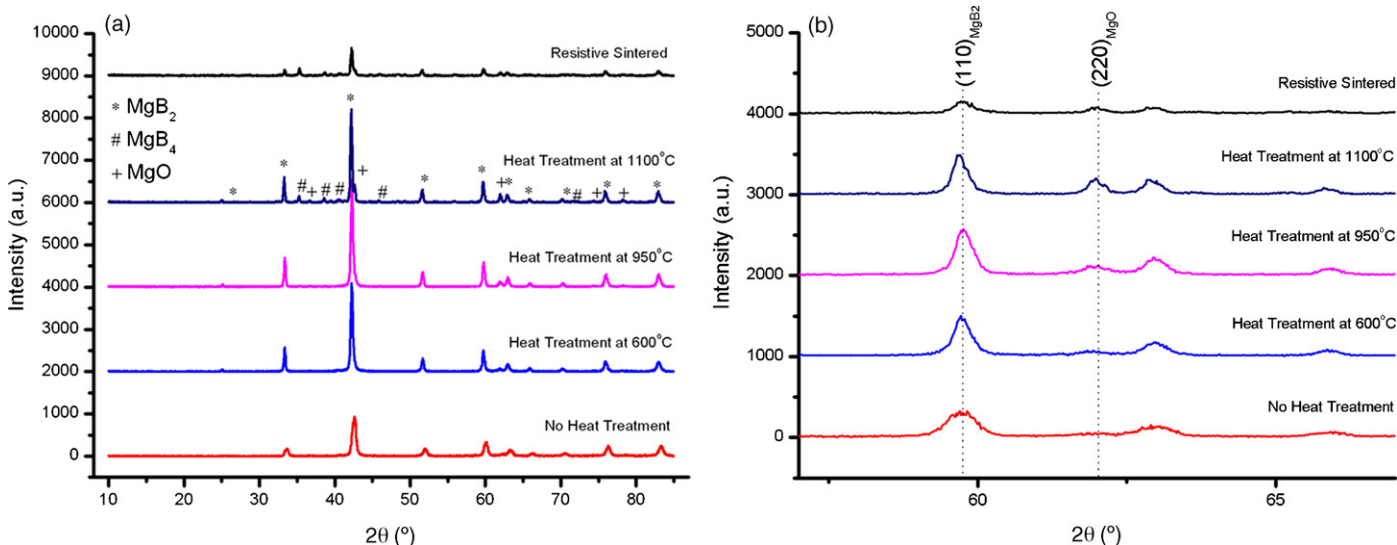 (a)
Resistive Sintered
* MgB₂
# MgB₄
+ MgO
Heat Treatment at 1100°C
Heat Treatment at 950°C
Heat Treatment at 600°C
No Heat Treatment
* * # + # # * + # * + * * * # + * + *
10000
9000
8000
7000
6000
5000
4000
3000
2000
1000
0
Intensity (a.u.)
10 20 30 40 50 60 70 80
2θ (º)
(b)
(110)MgB₂
(220)MgO
Resistive Sintered
Heat Treatment at 1100°C
Heat Treatment at 950°C
Heat Treatment at 600°C
No Heat Treatment
5000
4000
3000
2000
1000
0
Intensity (a.u.)
60 65
2θ (º)